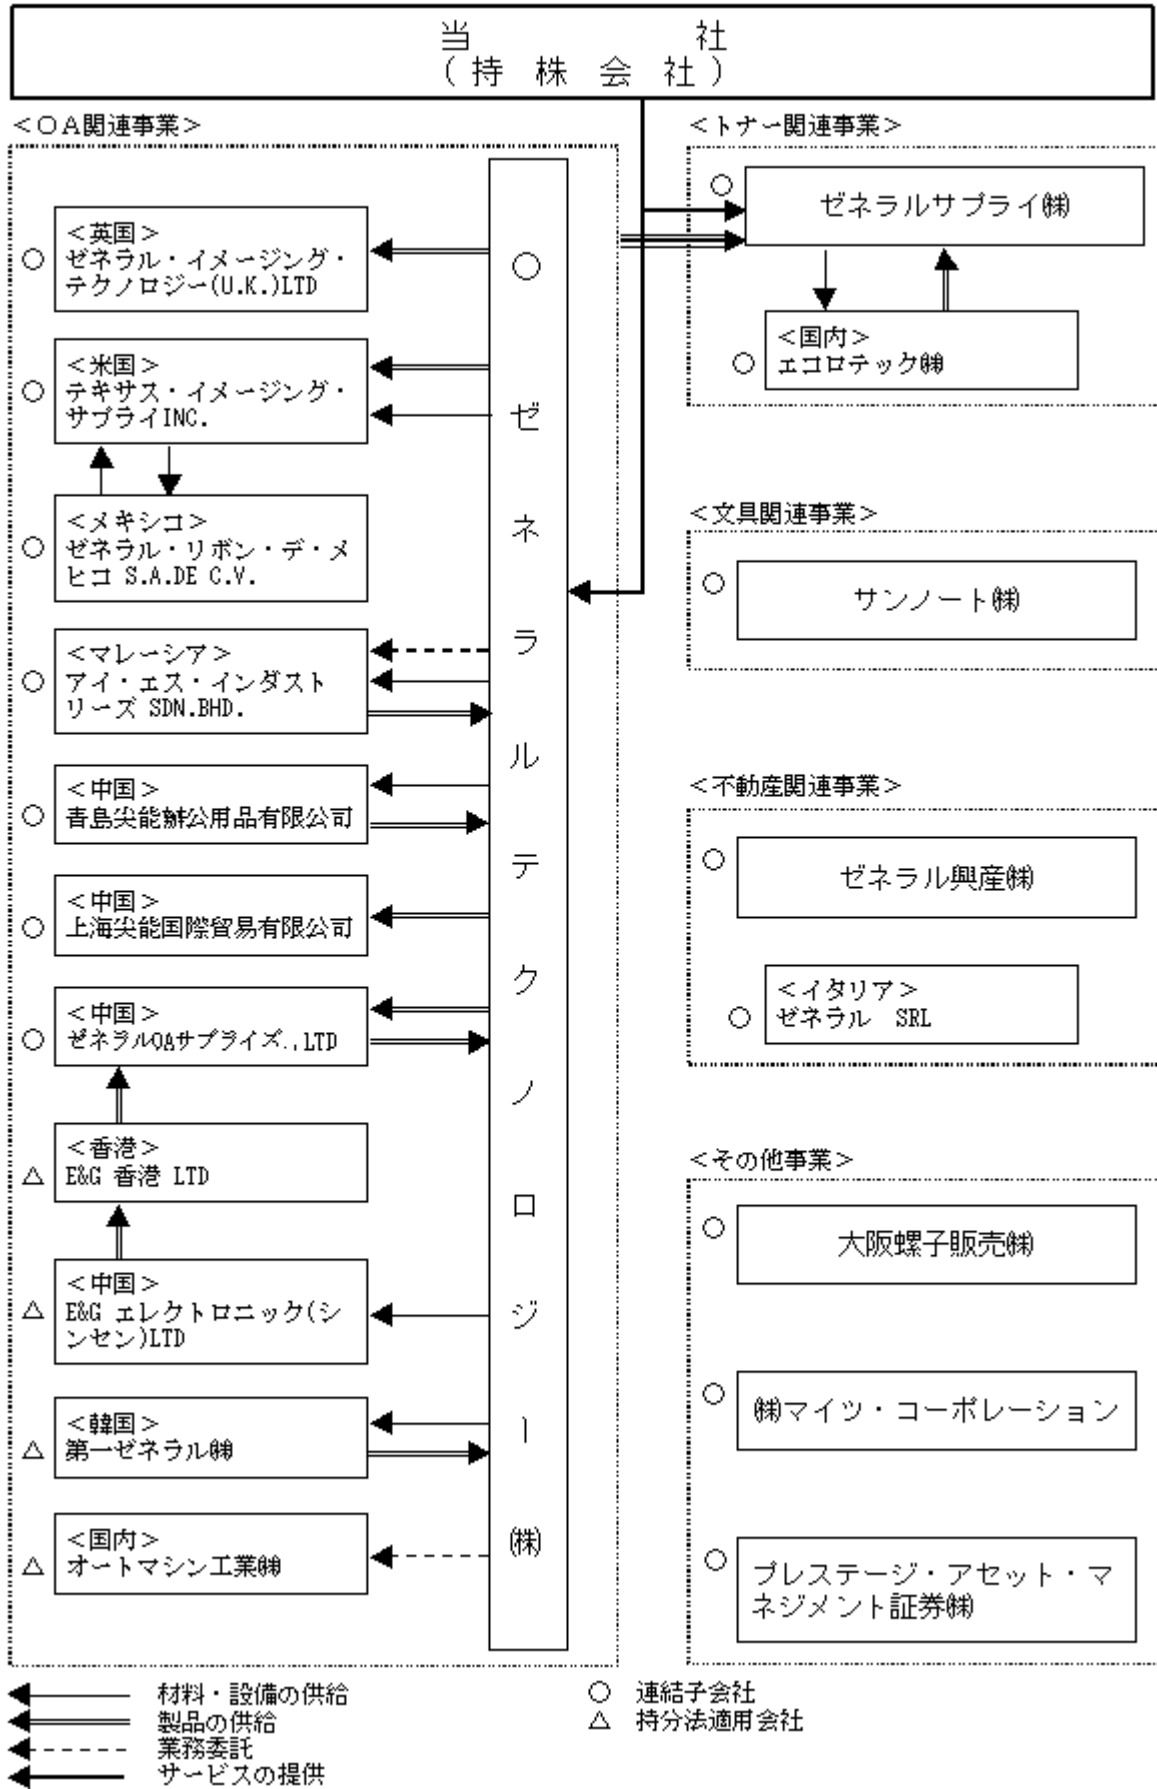 当　　　社
（持 株 会 社）
＜ＯＡ関連事業＞
○ ゼネラルテクノロジー㈱
○
＜英国＞
ゼネラル・イメージング・
テクノロジー(U.K.)LTD
○
＜米国＞
テキサス・イメージング・
サプライINC.
○
＜メキシコ＞
ゼネラル・リボン・デ・メ
ヒコ S.A.DE C.V.
○
＜マレーシア＞
アイ・エス・インダスト
リーズ SDN.BHD.
○
＜中国＞
青島尖能辦公用品有限公司
○
＜中国＞
上海尖能国際貿易有限公司
○
＜中国＞
ゼネラルOAサプライズ.,LTD
△
＜香港＞
E&G 香港 LTD
△
＜中国＞
E&G エレクトロニック(シ
ンセン)LTD
△
＜韓国＞
第一ゼネラル㈱
△
＜国内＞
オートマシン工業㈱
＜トナー関連事業＞
○
ゼネラルサプライ㈱
○
＜国内＞
エコロテック㈱
＜文具関連事業＞
○
サンノート㈱
＜不動産関連事業＞
○
ゼネラル興産㈱
○
＜イタリア＞
ゼネラル　SRL
＜その他事業＞
○
大阪螺子販売㈱
○
㈱マイツ・コーポレーション
○
プレステージ・アセット・マ
ネジメント証券㈱
材料・設備の供給
製品の供給
業務委託
サービスの提供
○ 連結子会社
△ 持分法適用会社